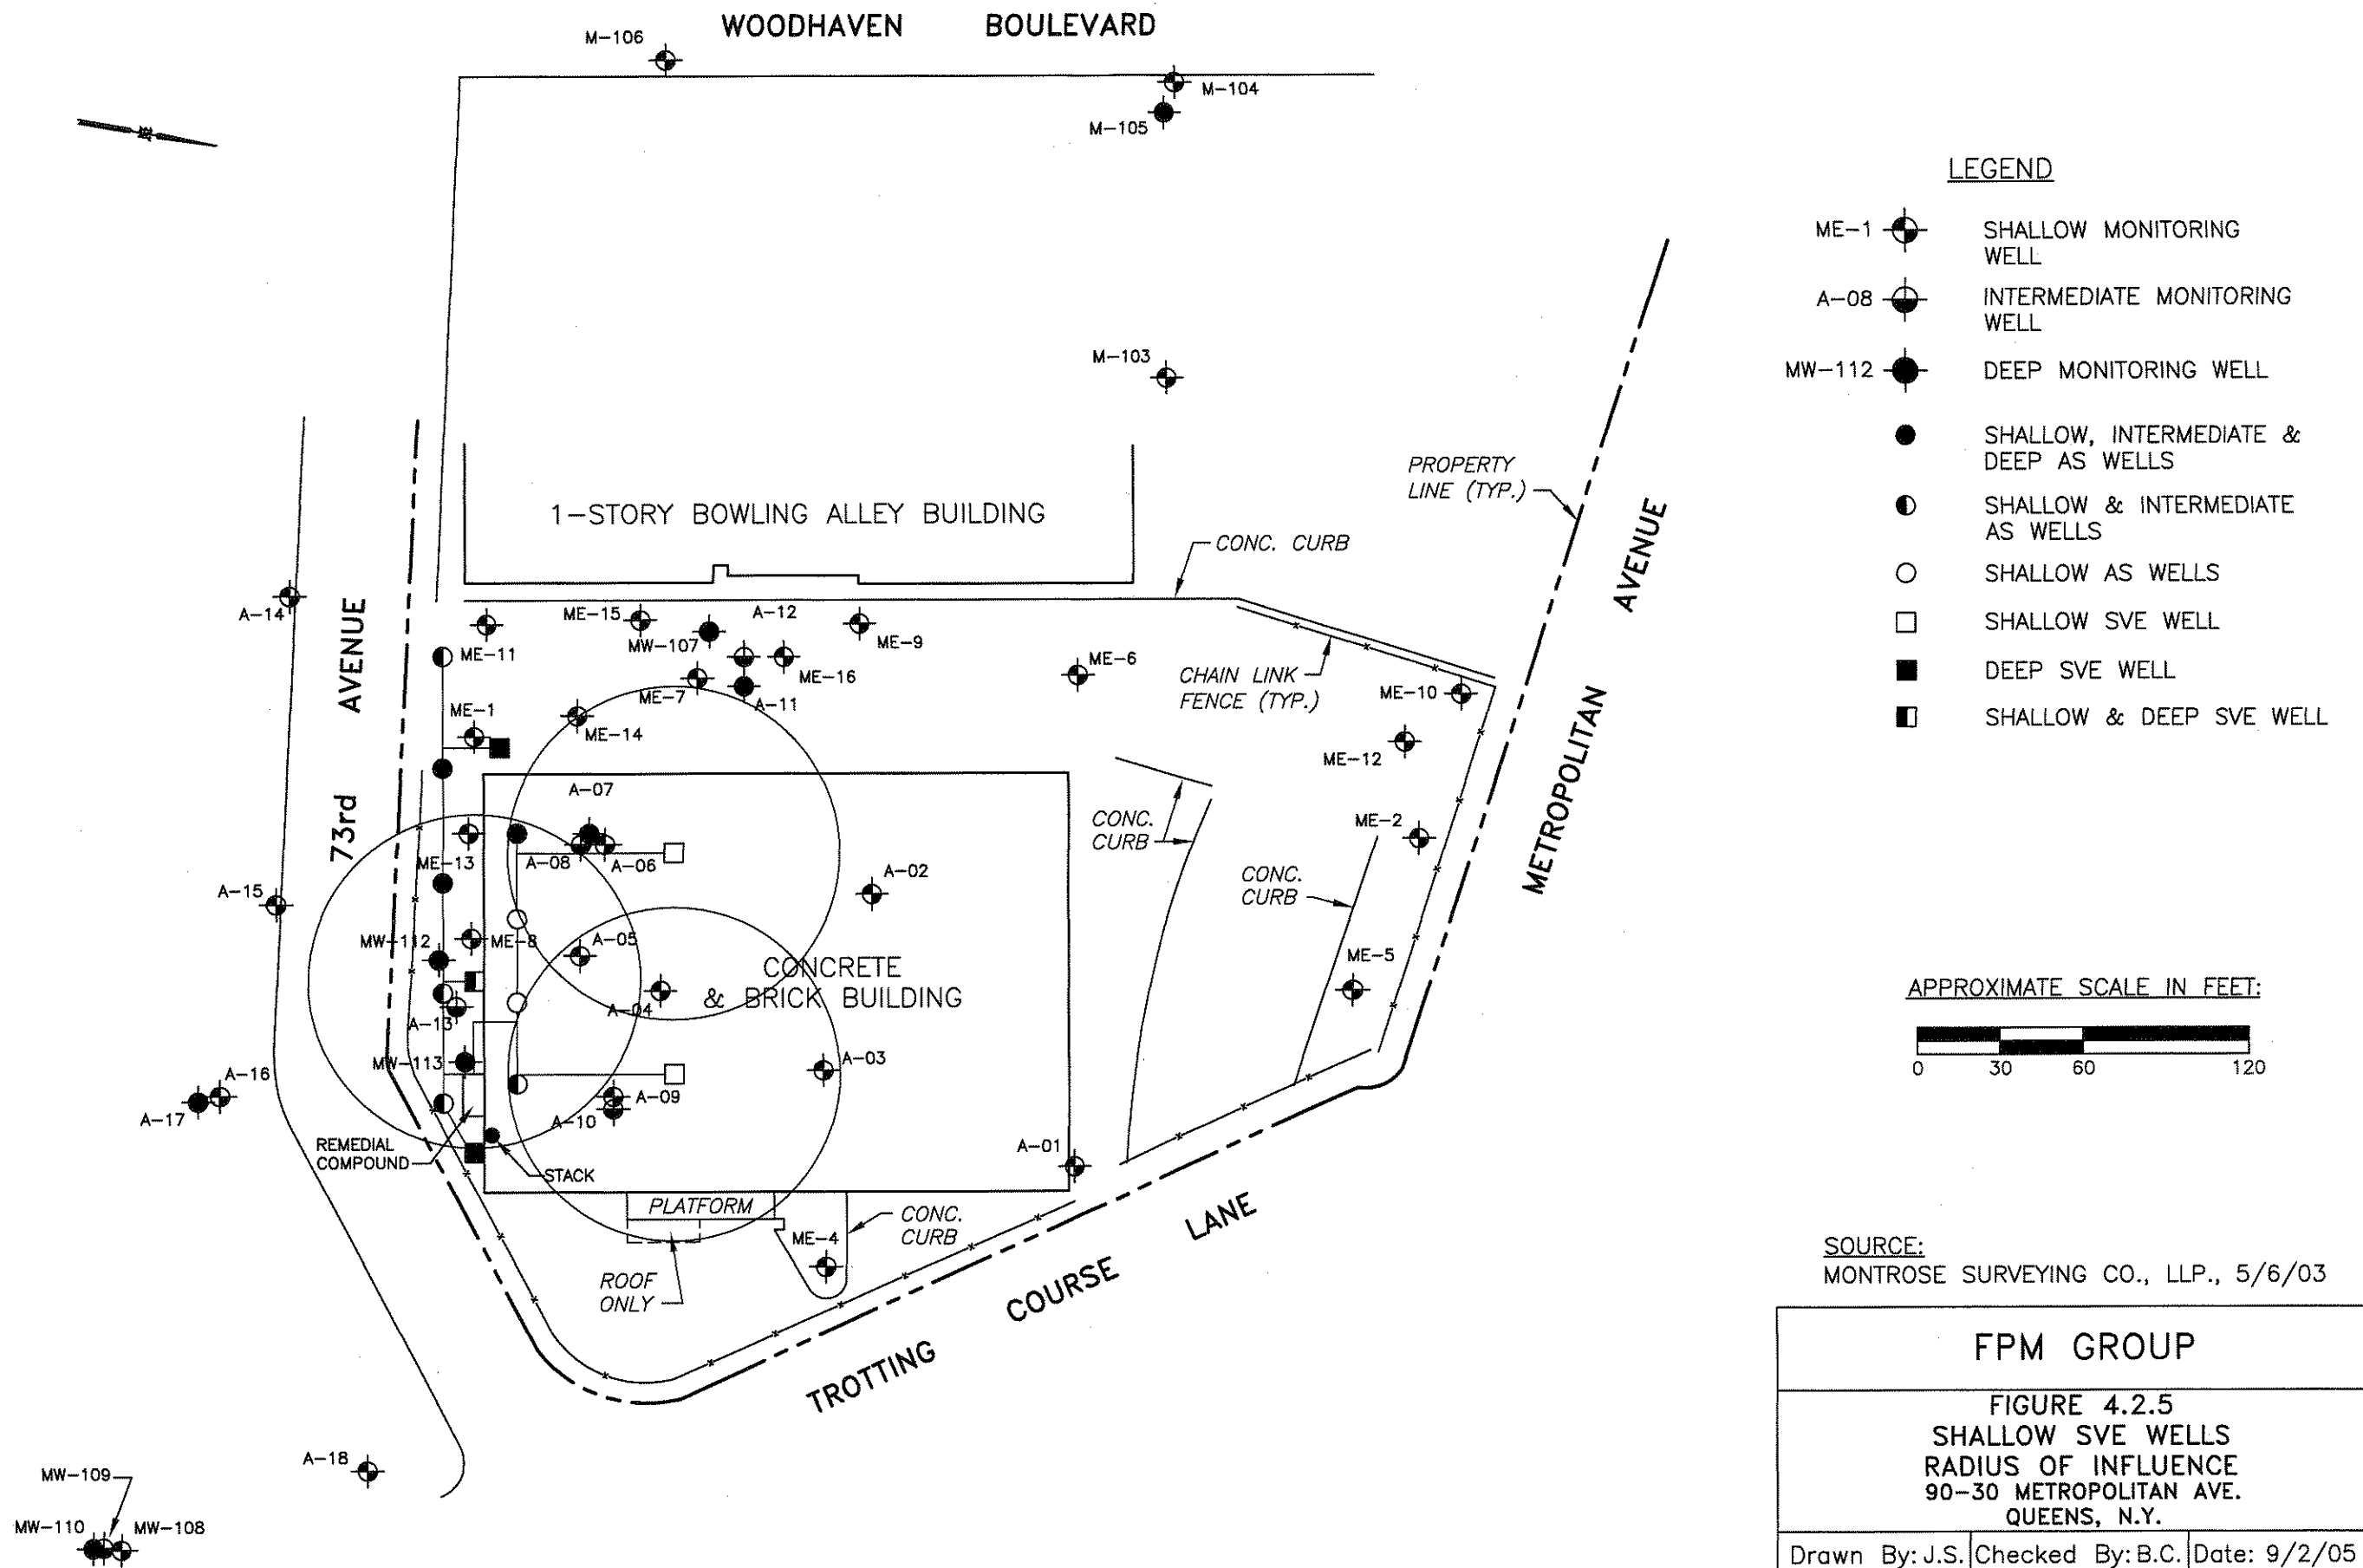 WOODHAVEN BOULEVARD
M-106
M-104
M-105
M-103
LEGEND
ME-1 SHALLOW MONITORING
WELL
A-08 INTERMEDIATE MONITORING
WELL
MW-112 DEEP MONITORING WELL
SHALLOW, INTERMEDIATE &
DEEP AS WELLS
SHALLOW & INTERMEDIATE
AS WELLS
SHALLOW AS WELLS
SHALLOW SVE WELL
DEEP SVE WELL
SHALLOW & DEEP SVE WELL
PROPERTY
LINE (TYP.)
1-STORY BOWLING ALLEY BUILDING
CONC. CURB
METROPOLITAN AVENUE
73rd AVENUE
A-14
ME-15
A-12
MW-107
ME-9
ME-11
ME-16
ME-6
ME-7
A-11
CHAIN LINK
FENCE (TYP.)
ME-10
ME-1
ME-14
ME-12
A-07
CONC.
CURB
ME-2
ME-13
A-08
A-06
A-02
CONC.
CURB
A-15
MW-112
ME-8
A-05
CONCRETE
& BRICK BUILDING
ME-5
A-04
A-13
MW-113
A-03
A-16
A-17
A-09
A-10
REMEDIAL
COMPOUND
STACK
A-01
PLATFORM
CONC.
CURB
ME-4
ROOF
ONLY
TROTTING COURSE LANE
A-18
MW-109
MW-110
MW-108
APPROXIMATE SCALE IN FEET:
0 30 60 120
SOURCE:
MONTROSE SURVEYING CO., LLP., 5/6/03
FPM GROUP
FIGURE 4.2.5
SHALLOW SVE WELLS
RADIUS OF INFLUENCE
90-30 METROPOLITAN AVE.
QUEENS, N.Y.
Drawn By: J.S. Checked By: B.C. Date: 9/2/05